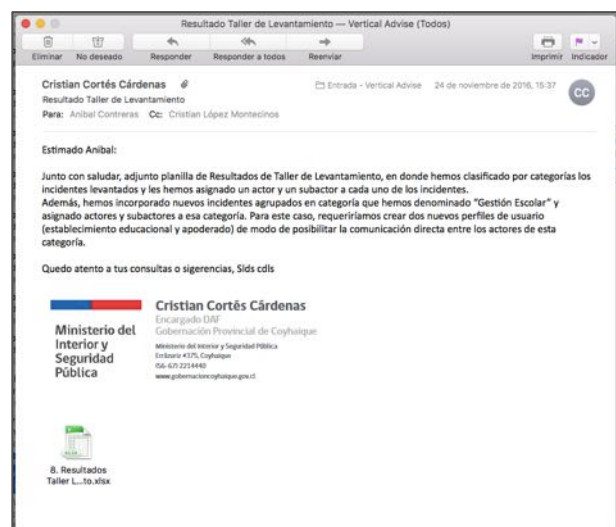 Resultado Taller de Levantamiento — Vertical Advise (Todos)
Eliminar No deseado Responder Responder a todos Reenviar Imprimir Indicador
Cristian Cortés Cárdenas Entrada - Vertical Advise 24 de noviembre de 2016, 15:37
CC
Resultado Taller de Levantamiento
Para: Anibal Contreras Cc: Cristian López Montecinos
Estimado Anibal:
Junto con saludar, adjunto planilla de Resultados de Taller de Levantamiento, en donde hemos clasificado por categorías los
incidentes levantados y les hemos asignado un actor y un subactor a cada uno de los incidentes.
Además, hemos incorporado nuevos incidentes agrupados en categoría que hemos denominado "Gestión Escolar" y
asignado actores y subactores a esa categoría. Para este caso, requeriríamos crear dos nuevos perfiles de usuario
(establecimiento educacional y apoderado) de modo de posibilitar la comunicación directa entre los actores de esta
categoría.
Quedo atento a tus consultas o sigerencias, Slds cdls
Cristian Cortés Cárdenas
Encargado DAF
Gobernación Provincial de Coyhaique
Ministerio del Interior y Seguridad Pública
Errázuriz #375, Coyhaique
(56-67) 2214440
www.gobernacioncoyhaique.gov.cl
Ministerio del
Interior y
Seguridad
Pública
XLSX
8. Resultados
Taller L...to.xlsx